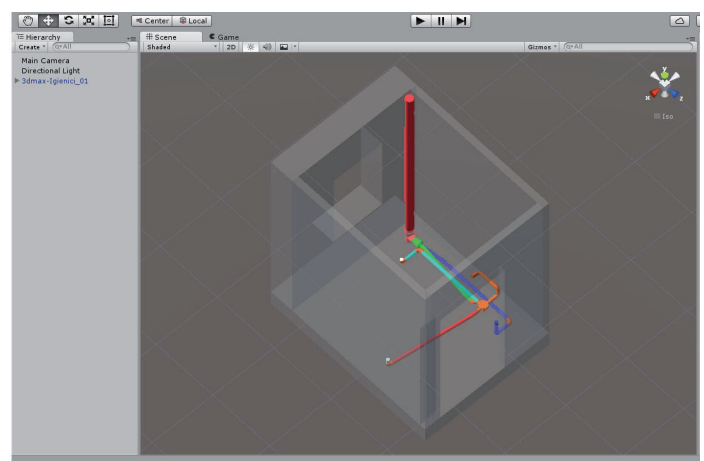 Center Local
Hierarchy
Create All
Main Camera
Directional Light
3dmax-Igienici_01
Scene Game
Shaded 2D Gizmos All
y
x z
Iso